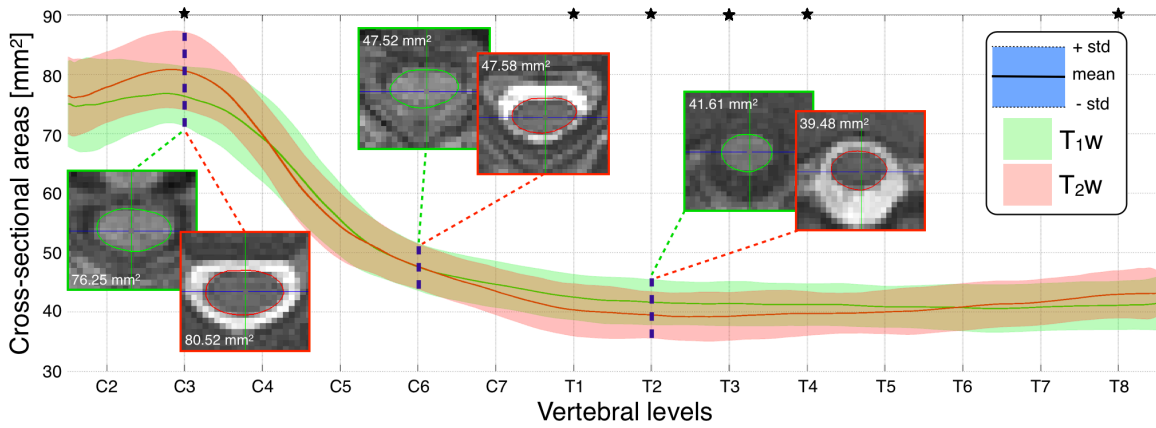 Cross-sectional areas [mm²]
90
80
70
60
50
40
30
47.52 mm²
47.58 mm²
41.61 mm²
39.48 mm²
76.25 mm²
80.52 mm²
+ std
mean
- std
T₁w
T₂w
C2 C3 C4 C5 C6 C7 T1 T2 T3 T4 T5 T6 T7 T8
Vertebral levels